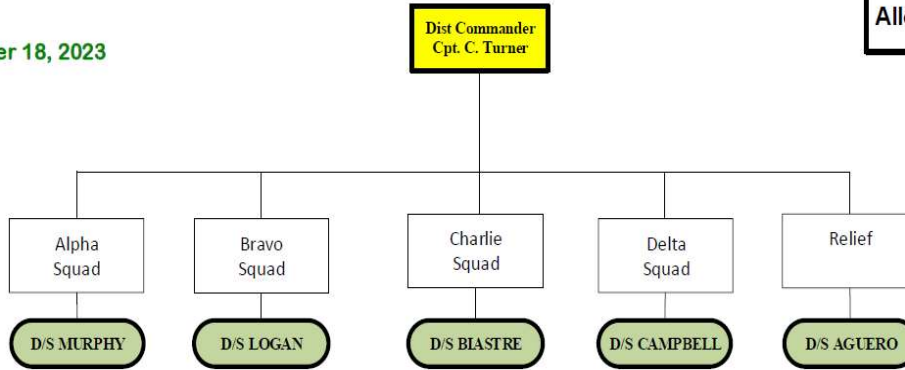 Dist Commander
Cpt. C. Turner
18, 2023
Alpha
Squad
Bravo
Squad
Charlie
Squad
Delta
Squad
Relief
D/S MURPHY
D/S LOGAN
D/S BIASTRE
D/S CAMPBELL
D/S AGUERO